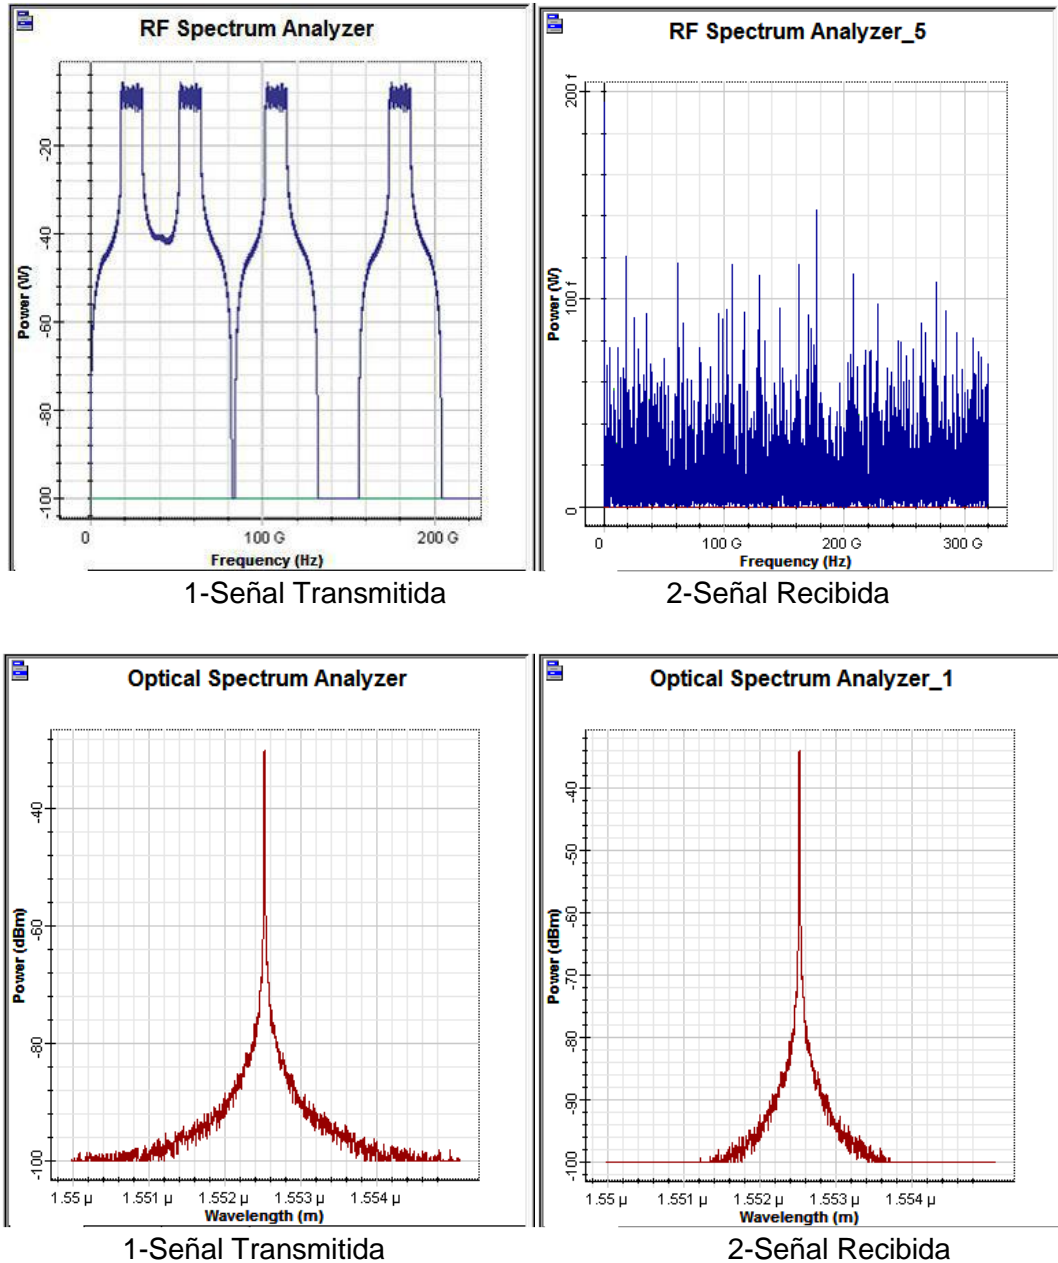 RF Spectrum Analyzer
Power (W)
-20
-40
-60
-80
-100
0
100 G
200 G
Frequency (Hz)
1-Señal Transmitida
RF Spectrum Analyzer_5
Power (W)
200 f
100 f
0
0
100 G
200 G
300 G
Frequency (Hz)
2-Señal Recibida
Optical Spectrum Analyzer
Power (dBm)
-40
-60
-80
-100
1.55 µ
1.551 µ
1.552 µ
1.553 µ
1.554 µ
Wavelength (m)
1-Señal Transmitida
Optical Spectrum Analyzer_1
Power (dBm)
-40
-50
-60
-70
-80
-90
-100
1.55 µ
1.551 µ
1.552 µ
1.553 µ
1.554 µ
Wavelength (m)
2-Señal Recibida